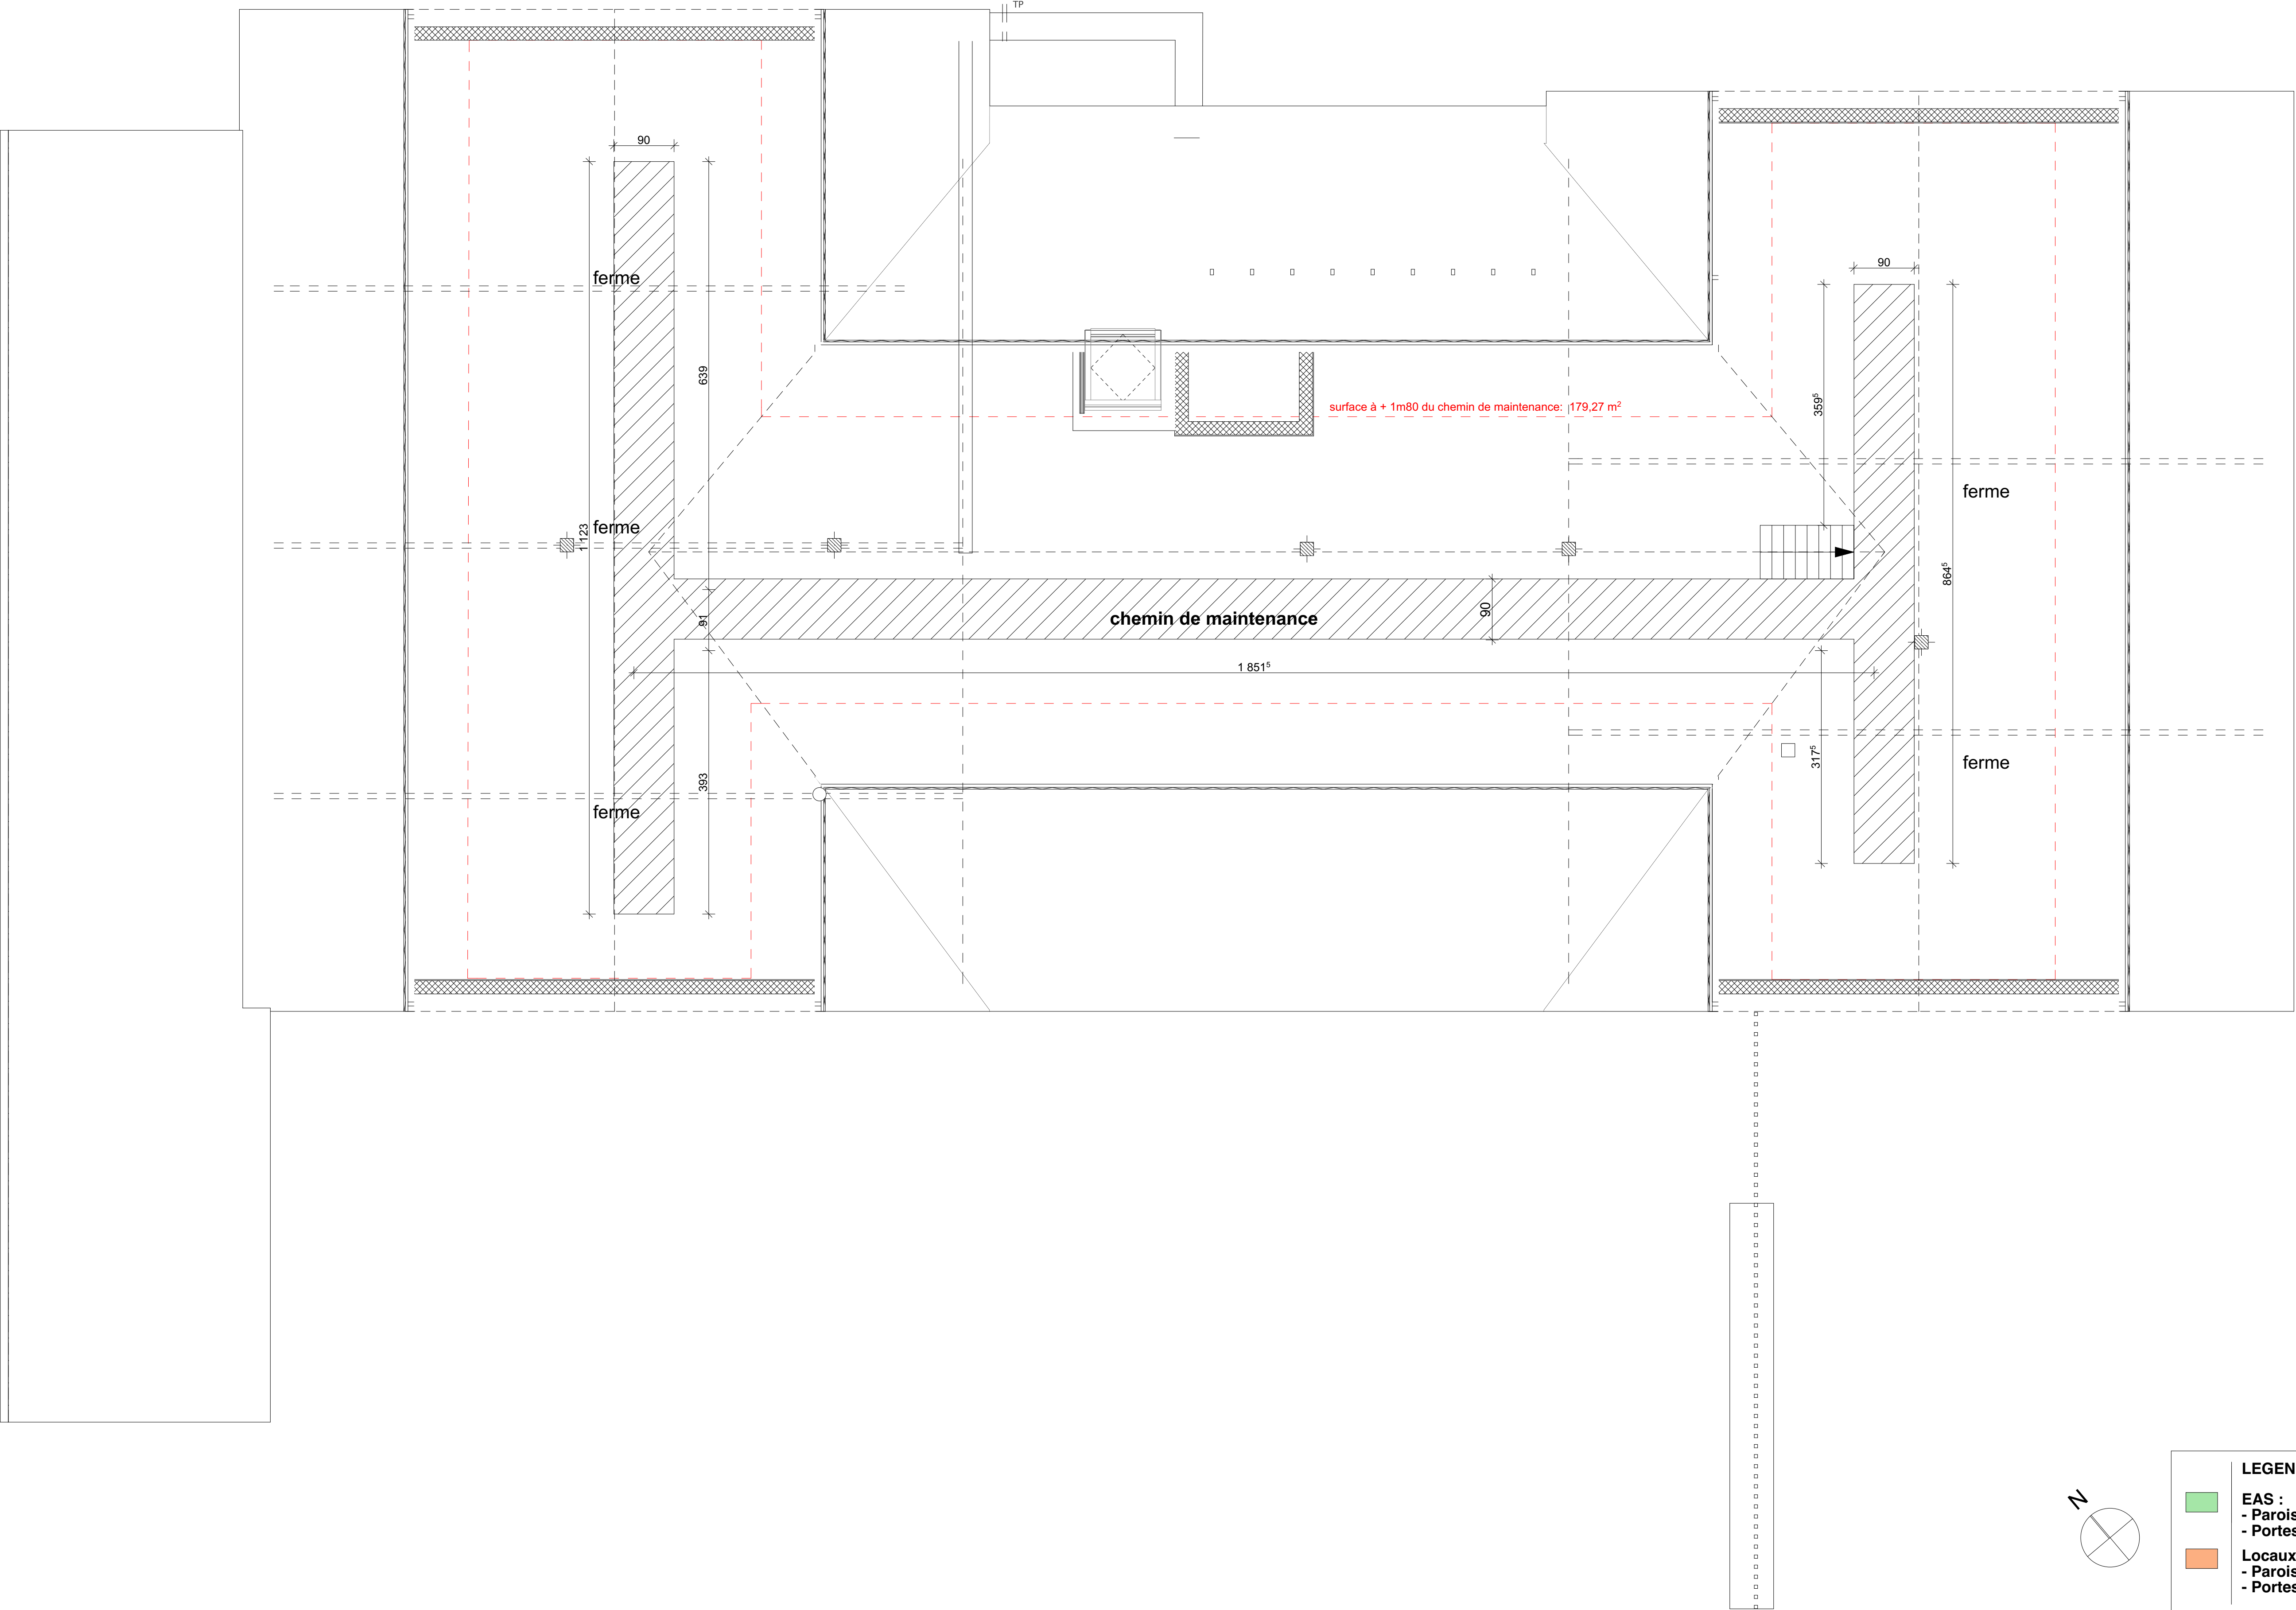 TP
90
90
ferme
639
359⁵
surface à + 1m80 du chemin de maintenance: 179,27 m²
ferme
ferme
1 123
864⁵
91
chemin de maintenance
90
1 851⁵
317⁵
ferme
393
ferme
N
LEGEN
EAS :
- Parois
- Portes
Locaux
- Parois
- Portes